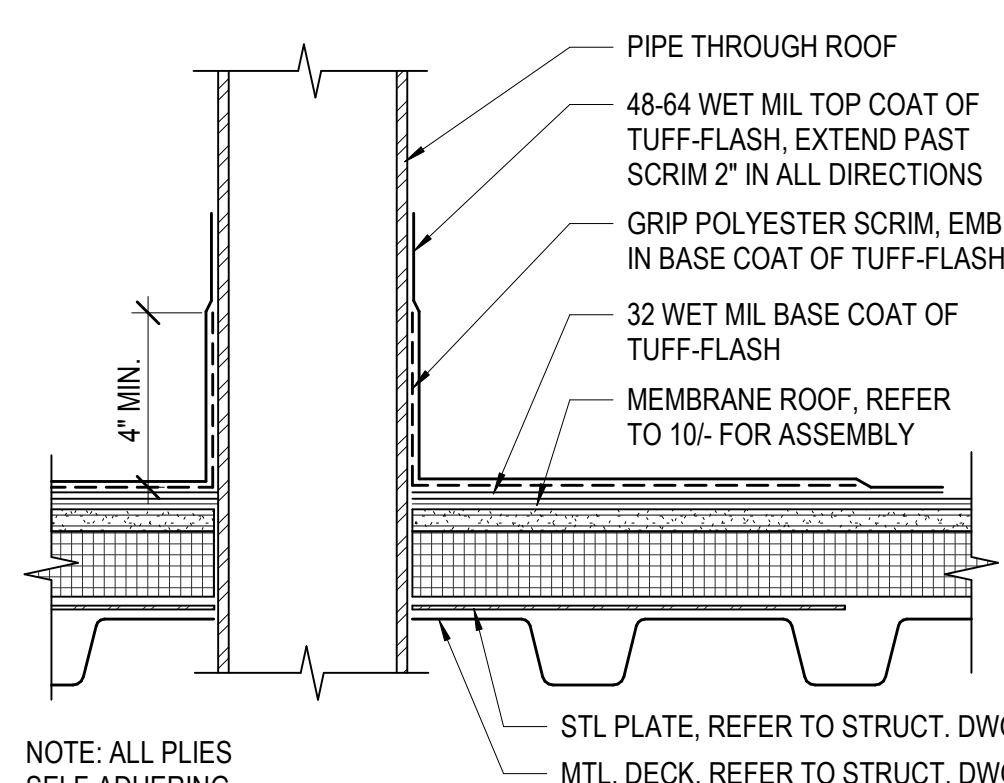 PIPE THROUGH ROOF
48-64 WET MIL TOP COAT OF
TUFF-FLASH, EXTEND PAST
SCRIM 2" IN ALL DIRECTIONS
GRIP POLYESTER SCRIM, EMB
IN BASE COAT OF TUFF-FLASH
32 WET MIL BASE COAT OF
TUFF-FLASH
MEMBRANE ROOF, REFER
TO 10/- FOR ASSEMBLY
4" MIN.
STL PLATE, REFER TO STRUCT. DWG
MTL. DECK, REFER TO STRUCT. DWG
NOTE: ALL PLIES
SELF ADHERING